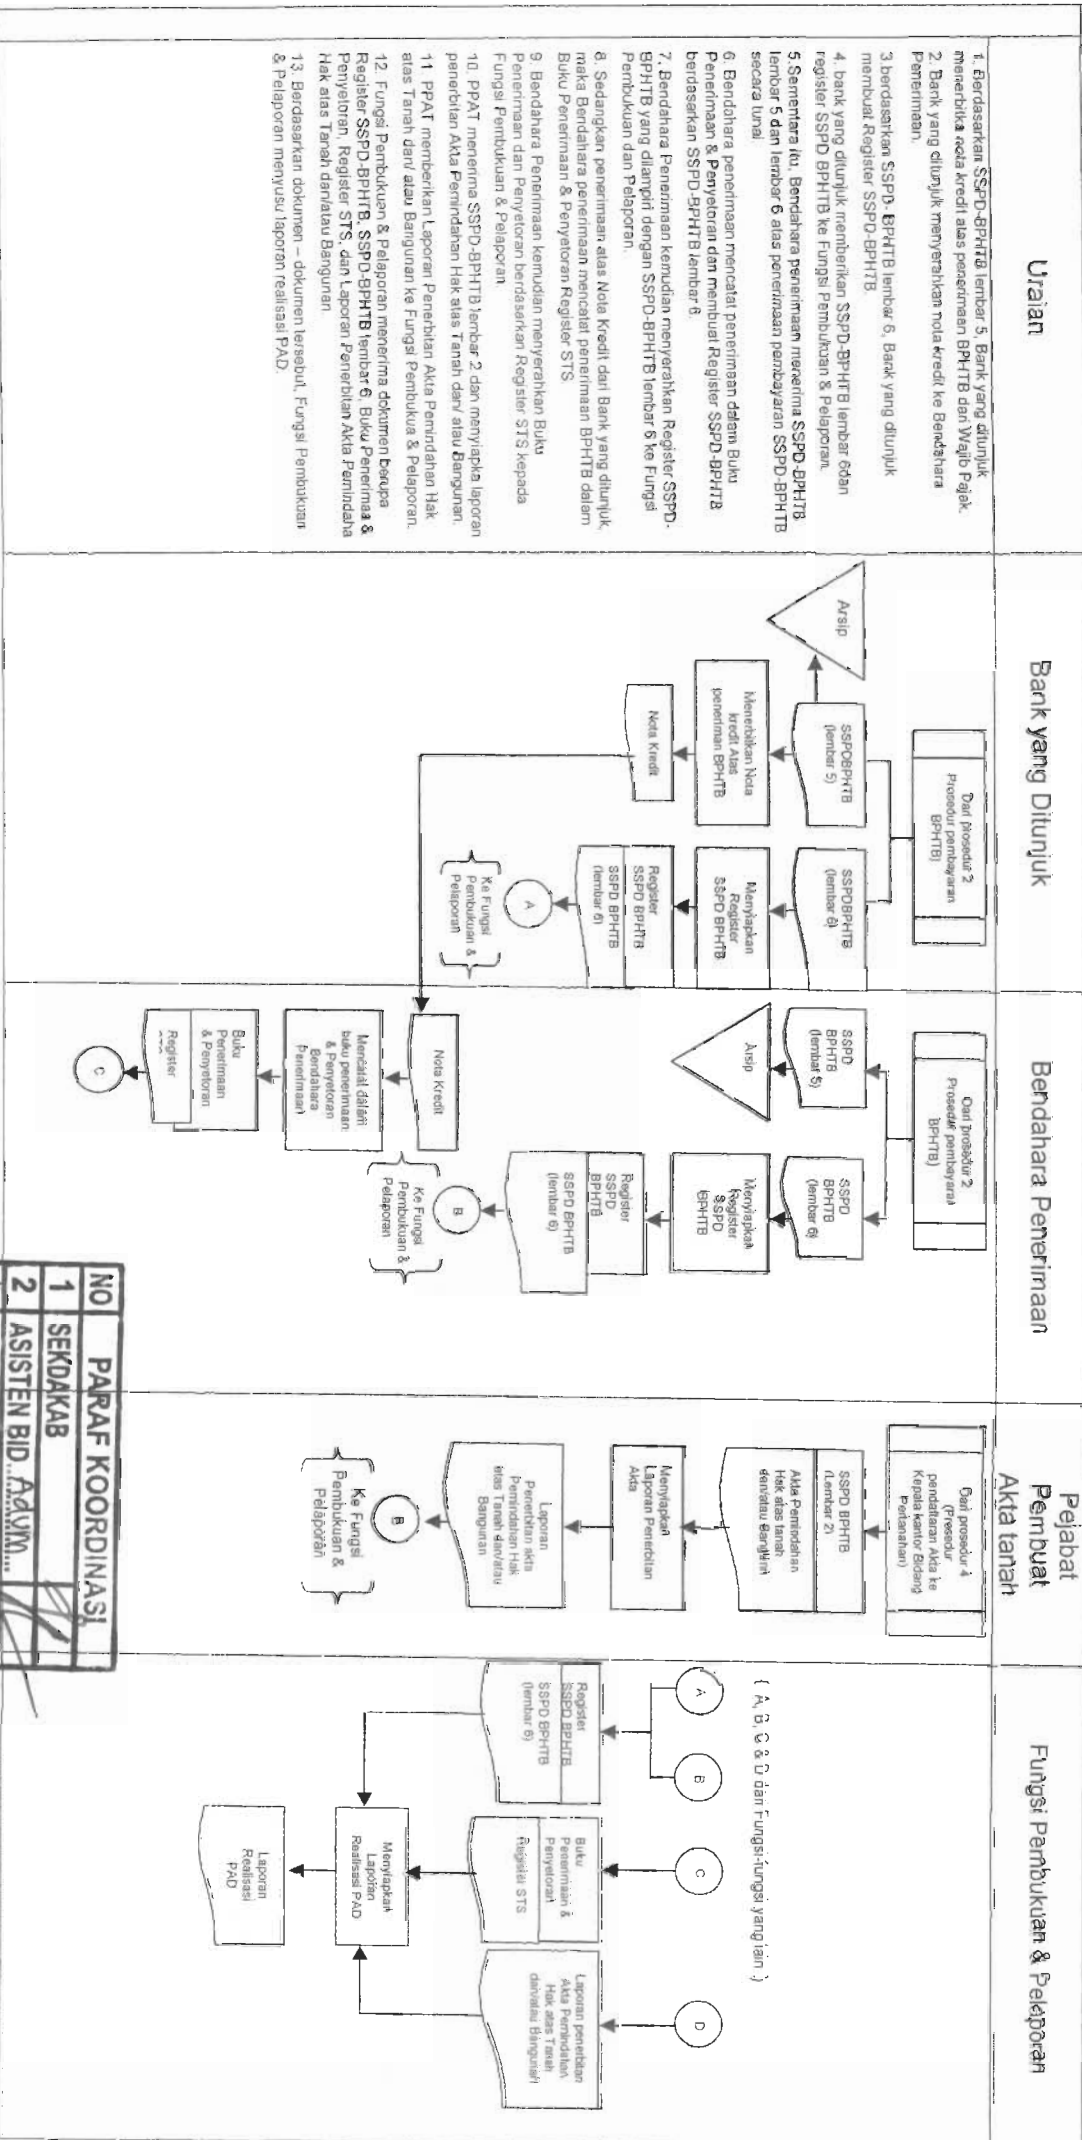 Uraian
1. Berdasarkan SSPD-BPHTB lembar 5, Bank yang ditunjuk
menerbitka nota kredit atas penerimaan BPHTB dari Wajib Pajak.
2. Bank yang ditunjuk menyerahkan nota kredit ke Bendahara
Penerimaan.
3 berdasarkan SSPD- BPHTB lembar 6, Bank yang ditunjuk
membuat Register SSPD-BPHTB.
4. bank yang ditunjuk memberikan SSPD-BPHTB lembar 6dan
register SSPD BPHTB ke Fungsi Pembukuan & Pelaporan.
5.Sementara itu, Bendahara penerimaan menerima SSPD-BPHTB
lembar 5 dan lembar 6 atas penerimaan pembayaran SSPD-BPHTB
secara tunai
6. Bendohara penerimaan mencatat penerimaan dalam Buku
Penerimaan & Penyetoran dan membuat Register SSPD-BPHTB
berdasarkan SSPD-BPHTB lembar 6.
7. Bendahara Penerimaan kemudian menyerahkan Register SSPD-
BPHTB yang dilampiri dengan SSPD-BPHTB lembar 6 ke Fungsi
Pembukuan dan Pelaporan.
8. Sedangkan penerimaan atas Nota Kredit dari Bank yang ditunjuk,
maka Bendahara penerimaan mencatat penerimaan BPHTB dalam
Buku Penerimaan & Penyetoran Register STS
9. Bendahara Penerimaan kemudian menyerahkan Buku
Penerimaan dan Penyetoran berdasarkan Register STS kepada
Fungsi Pembukuan & Pelaporan
10. PPAT menerima SSPD-BPHTB lembar 2 dan menyiapka laporan
penerbitan Akta Pemindahan Hak atas Tanah dan/ atau Bangunan.
11 PPAT memberikan Laporan Penerbitan Akta Pemindahan Hak
atas Tanah dan/ atau Bangunan ke Fungsi Pembukua & Pelaporan.
12. Fungsi Pembukuan & Pelaporan menerima dokumen berupa
Register SSPD-BPHTB, SSPD-BPHTB lembar 6, Buku Penerimaa &
Penyetoran, Register STS, dan Laporan Penerbitan Akta Pemindaha
Hak atas Tanah dan/atau Bangunan
13. Berdasarkan dokumen – dokumen tersebut, Fungsi Pembukuan
& Pelaporan menyusu laporan realisasi PAD.
Bank yang Ditunjuk
Dari prosedur 2
Prosedur pembayaran
BPHTB)
SSPDBPHTB
(lembar 5)
SSPDBPHTB
(lembar 6)
Arsip
Menerbitkan Nota
kredit Atas
peneriman BPHTB
Menyiapkan
Register
SSPD BPHTB
Nota Kredit
Register
SSPD BPHTB
SSPD BPHTB
(lembar 6)
A
Ke Fungsi
Pembukuan &
Pelaporan
Bendahara Penerimaan
Dari prosedur 2
Prosedur pembayaran
BPHTB)
SSPD
BPHTB
(lembar 5)
SSPD
BPHTB
(lembar 6)
Arsip
Menyiapkan
Register
SSPD
BPHTB
Register
SSPD
BPHTB
SSPD BPHTB
(lembar 6)
B
Ke Fungsi
Pembukuan &
Pelaporan
Nota Kredit
Mencatat dalam
buku penerimaan
& Penyetoran
Bendahara
Penerimaan
Buku
Penerimaan
& Penyetoran
Register
C
Pejabat
Pembuat
Akta tanah
Dari prosedur 4
(Prosedur
pendaftaran Akta ke
Kepala kantor Bidang
Pertanahan)
SSPD BPHTB
(Lembar 2)
Akta Pemindahan
Hak atas tanah
dan/atau Bangunan
Menyiapkan
Laporan Penerbitan
Akta
Laporan
Penerbitan akta
Pemindahan Hak
atas Tanah dan/atau
Bangunan
B
Ke Fungsi
Pembukuan &
Pelaporan
Fungsi Pembukuan & Pelaporan
( A, B, C & D dari Fungsi-fungsi yang lain .)
A
B
C
D
Register
SSPD BPHTB
SSPD BPHTB
(lembar 6)
Buku
Penerimaan &
Penyetoran
Register STS
Laporan penerbitan
Akta Pemindahan
Hak atas Tanah
dan/atau Bangunan
Menyiapkan
Laporan
Realisasi PAD
Laporan
Realisasi
PAD
NO PARAF KOORDINASI
1 SEKDAKAB
2 ASISTEN BID. Adym